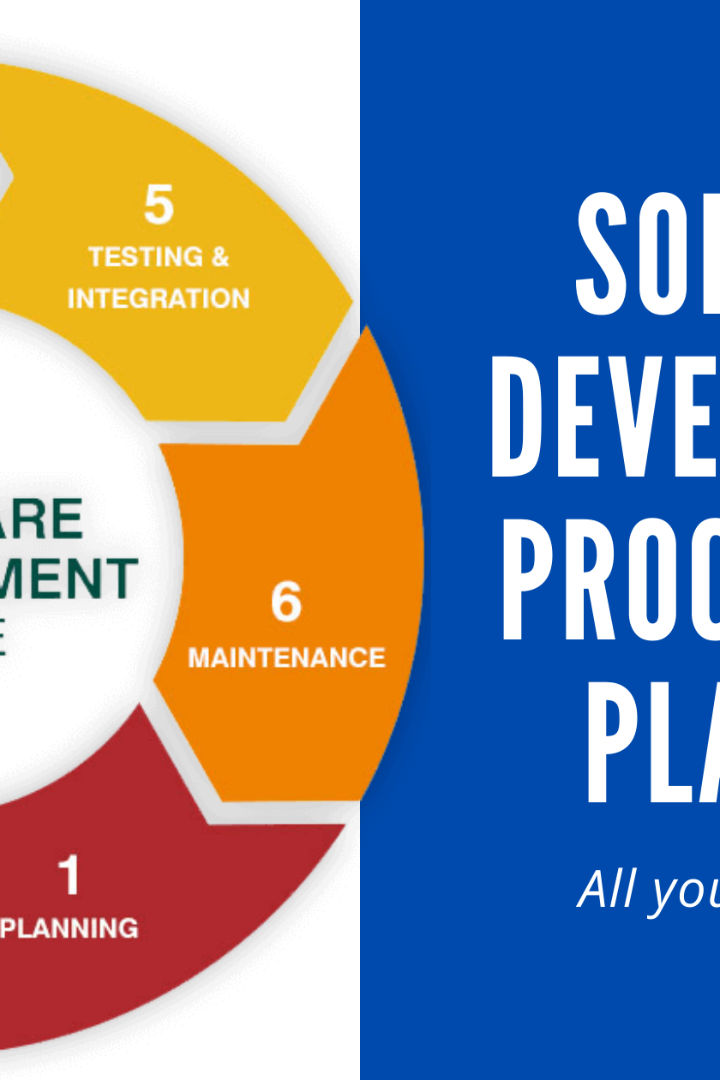 5
TESTING &
INTEGRATION
ARE
MENT
E
6
MAINTENANCE
1
PLANNING
SO
DEVE
PROC
PLA
All you